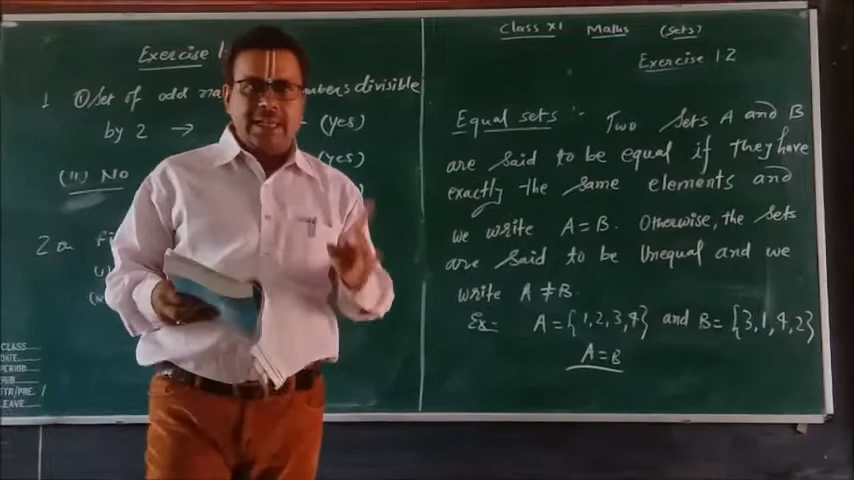 Exercise 1
1 ① Set of odd
numbers divisible
by 2 → (Yes)
(ii) No (Yes)
2
CLASS
DATE
PERIOD
SUB
STR/PRE.
LEAVE
Class XI Maths (Sets)
Exercise 1.2
Equal sets :- Two Sets A and B
are said to be equal if they have
exactly the same elements and
we write A = B. Otherwise, the sets
are said to be Unequal and we
write A ≠ B.
Ex- A = {1,2,3,4} and B = {3,1,4,2}
A = B